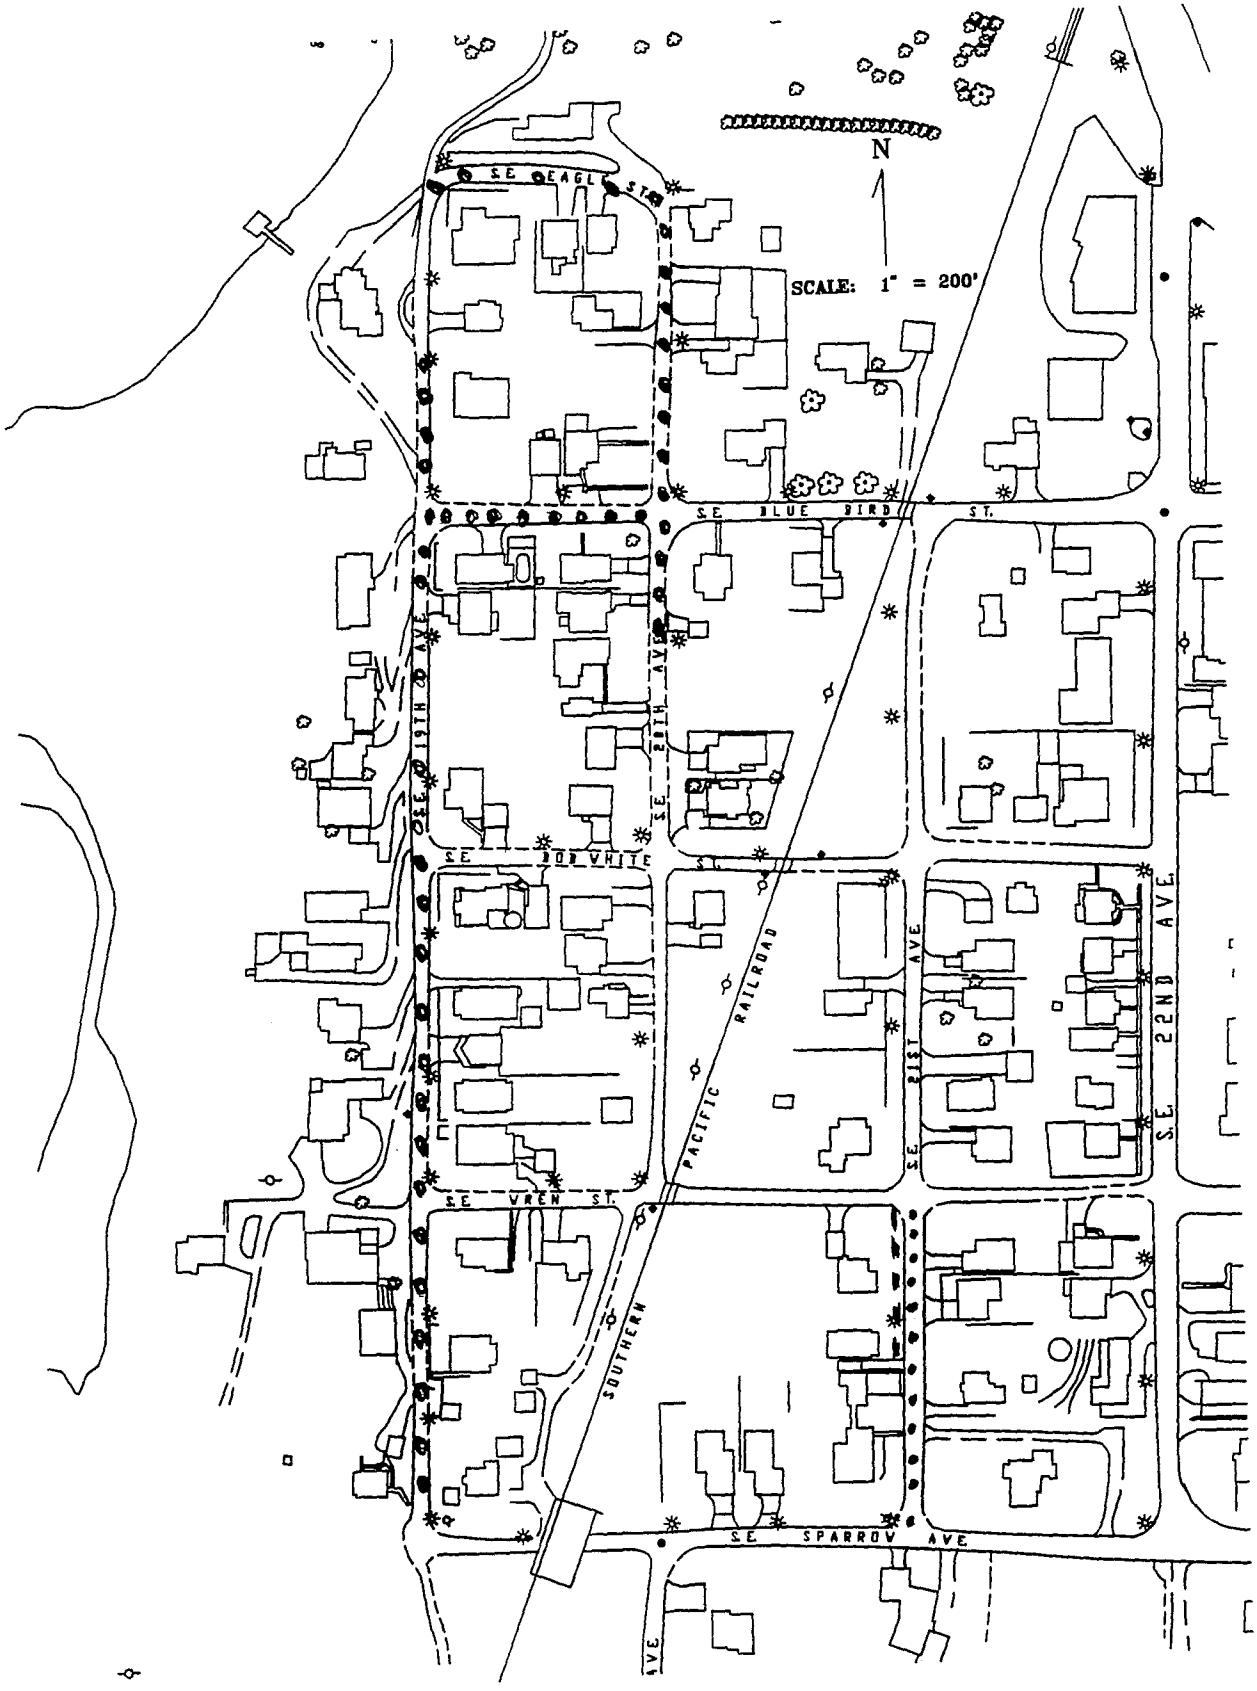 N
S.E EAGLE ST.
SCALE: 1" = 200'
S.E BLUE BIRD ST.
S.E. 19TH AVE
S.E. 20TH AVE
S.E BOB WHITE ST.
S.E. 21ST AVE
S.E. 22ND AVE.
SOUTHERN PACIFIC RAILROAD
S.E WREN ST.
S.E SPARROW AVE
AVE